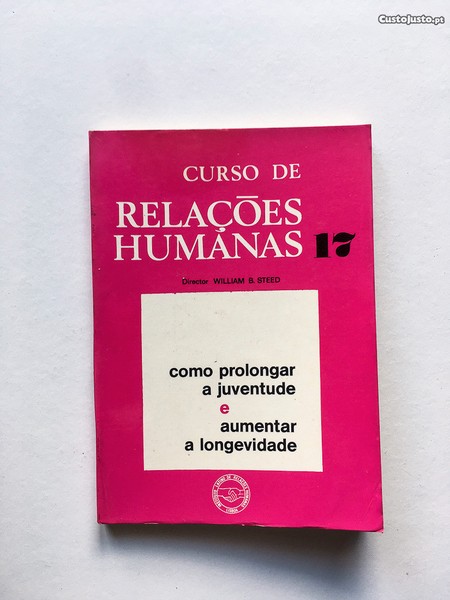 CustoJusto.pt
CURSO DE
RELAÇÕES
HUMANAS 17
Director WILLIAM B. STEED
como prolongar
a juventude
e
aumentar
a longevidade